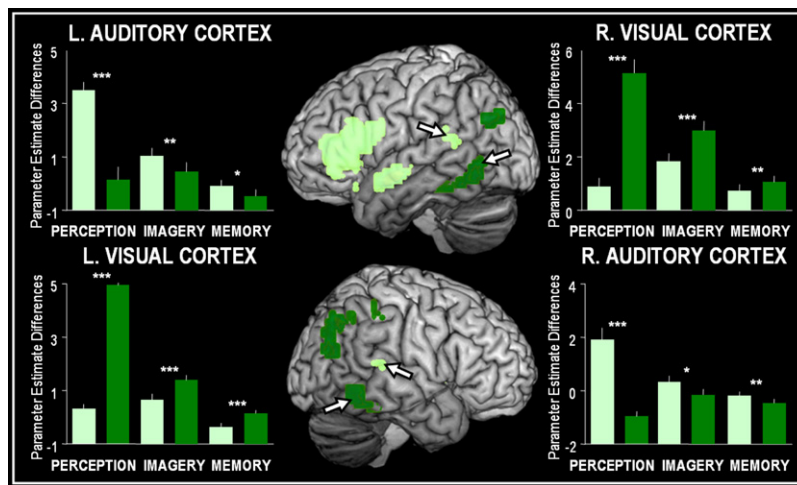 L. AUDITORY CORTEX
Parameter Estimate Differences
5
3
1
-1
***
**
*
PERCEPTION IMAGERY MEMORY
R. VISUAL CORTEX
Parameter Estimate Differences
6
4
2
0
***
***
**
PERCEPTION IMAGERY MEMORY
L. VISUAL CORTEX
Parameter Estimate Differences
5
3
1
-1
***
***
***
PERCEPTION IMAGERY MEMORY
R. AUDITORY CORTEX
Parameter Estimate Differences
4
2
0
-2
***
*
**
PERCEPTION IMAGERY MEMORY